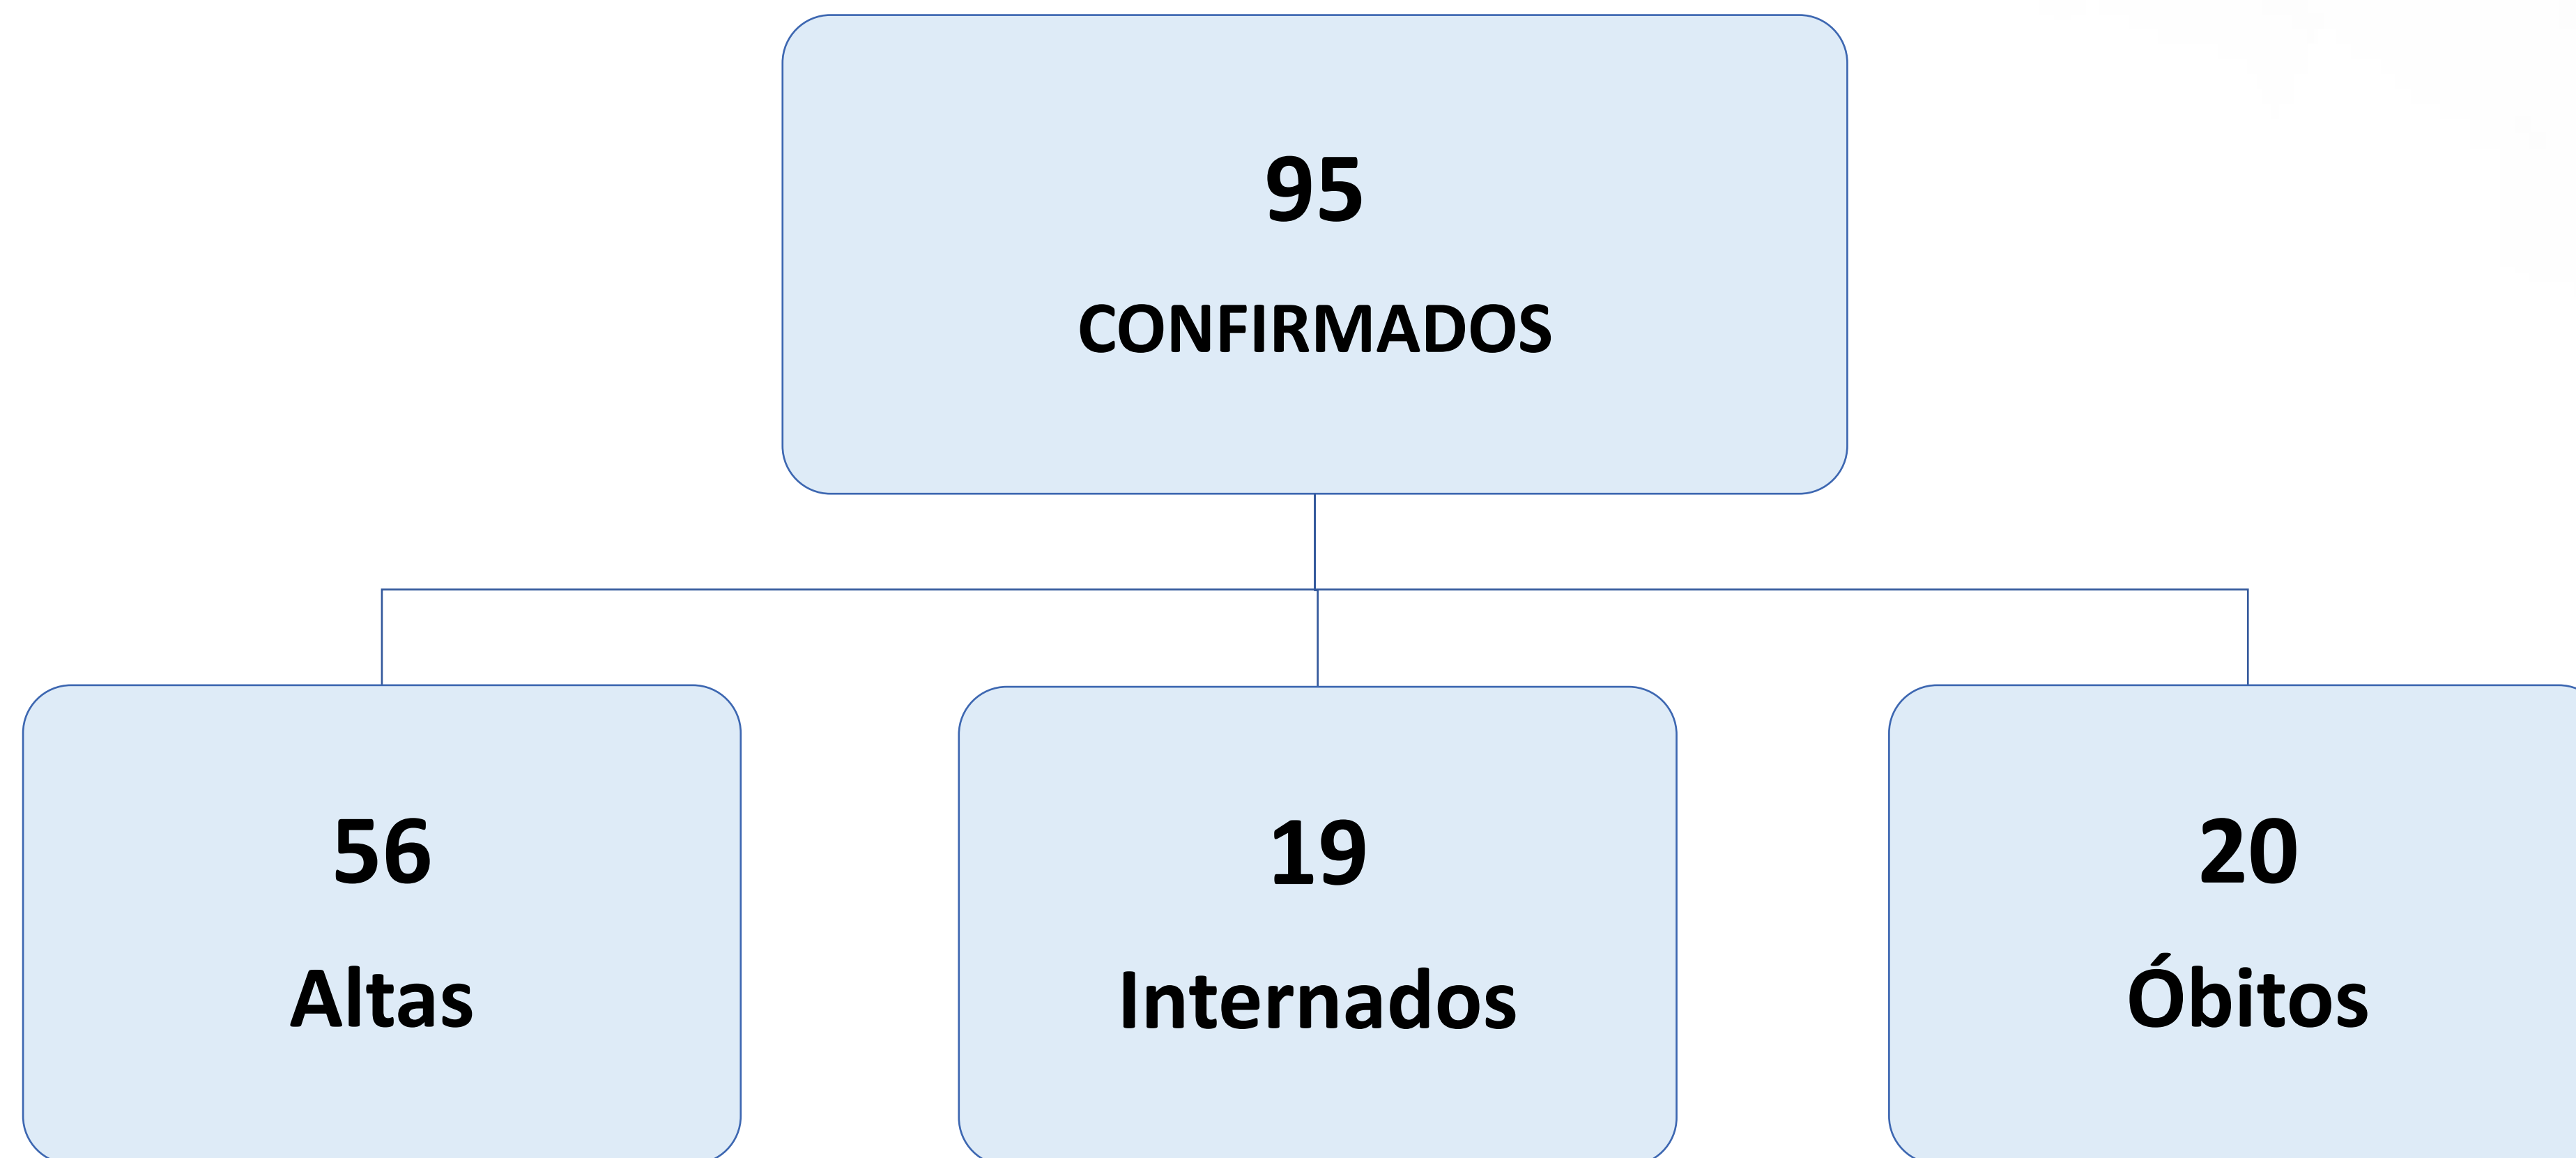 95
CONFIRMADOS
56
Altas
19
Internados
20
Óbitos